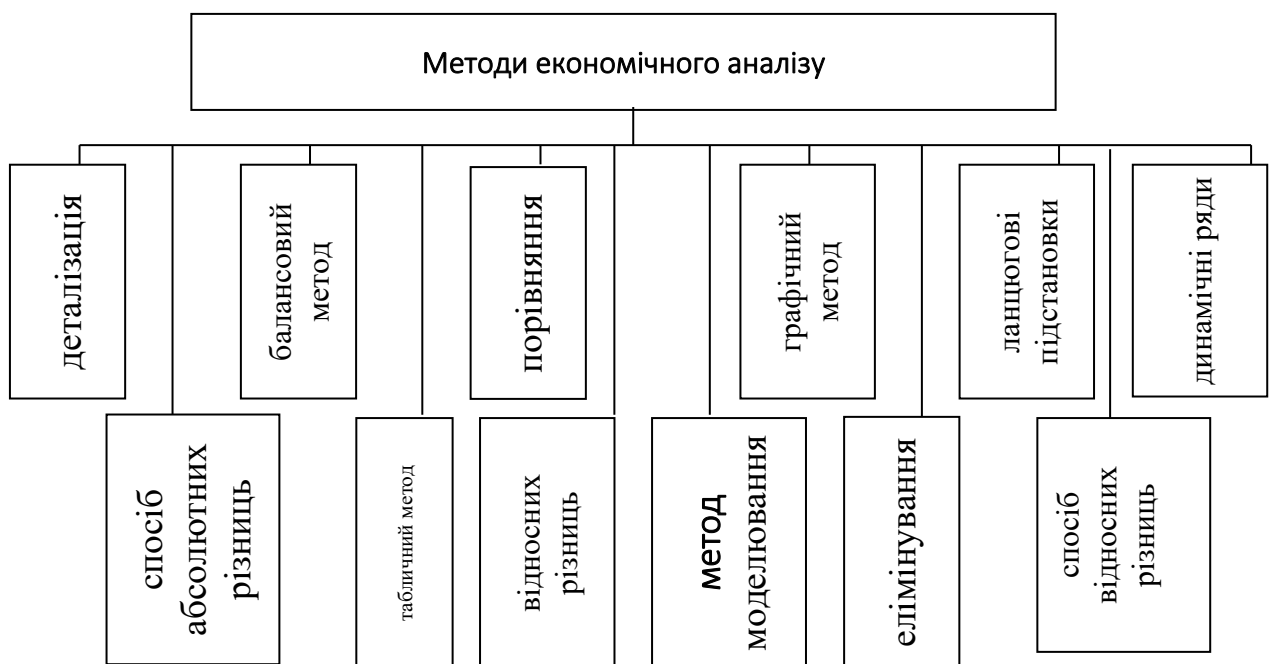 Методи економічного аналізу
деталізація
балансовий
метод
порівняння
графічний
метод
ланцюгові
підстановки
динамічні ряди
спосіб
абсолютних
різниць
табличний метод
відносних
різниць
метод
моделювання
елімінування
спосіб
відносних
різниць